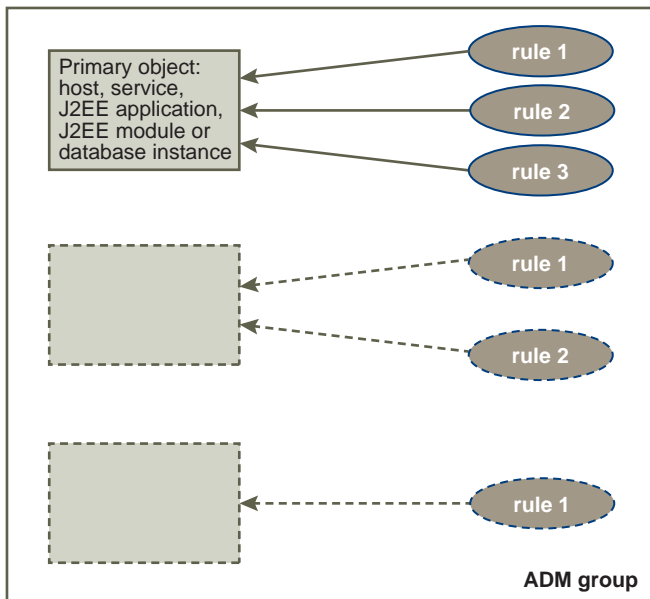 Primary object:
host, service,
J2EE application,
J2EE module or
database instance
rule 1
rule 2
rule 3
rule 1
rule 2
rule 1
ADM group